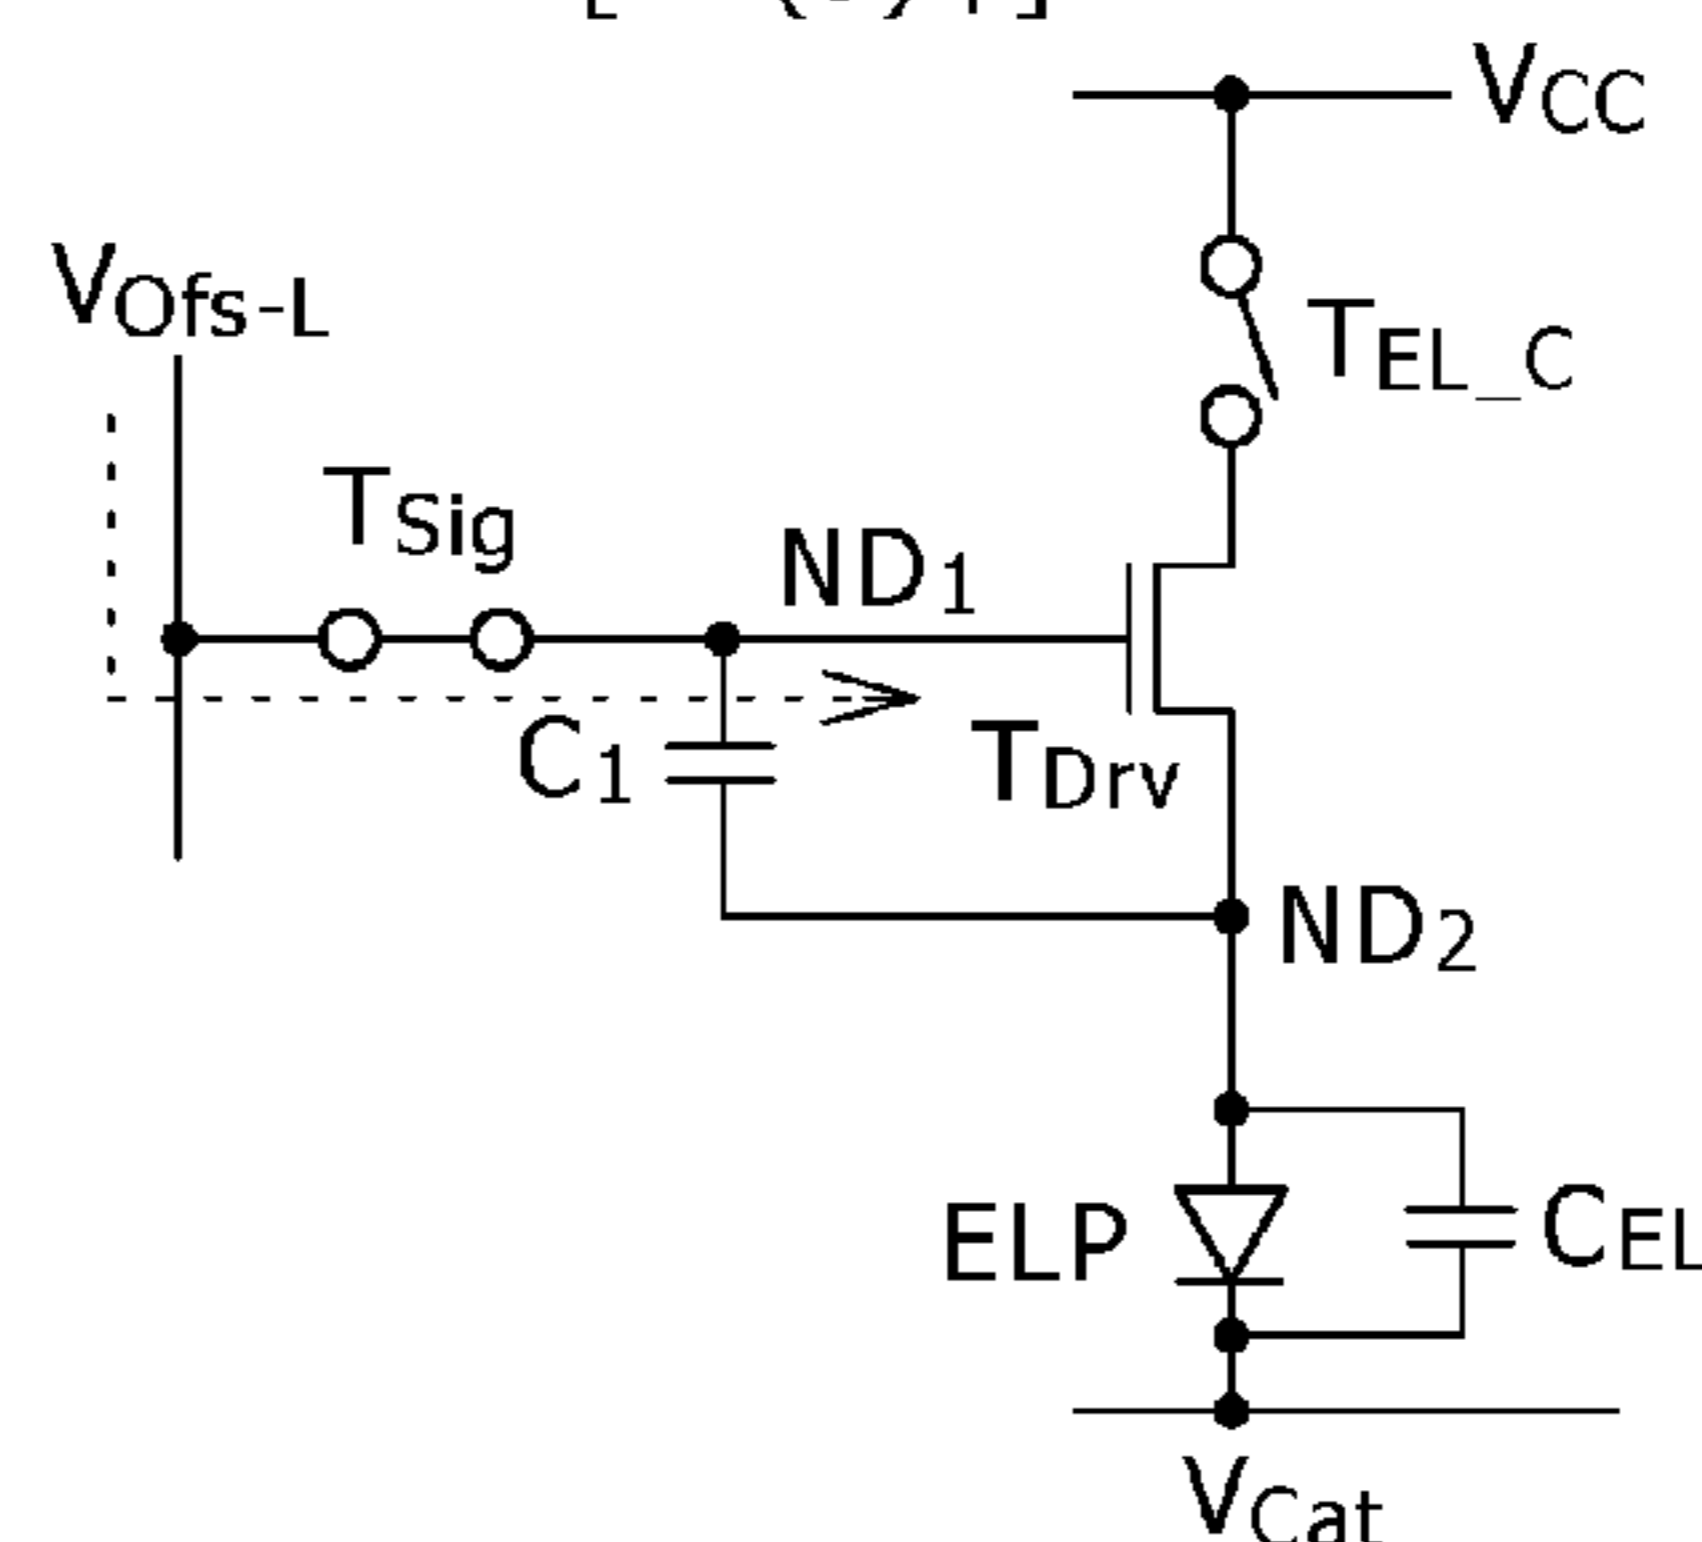 VCC
VOfs-L
TEL_C
TSig
ND1
C1
TDrv
ND2
ELP
CEL
VCat